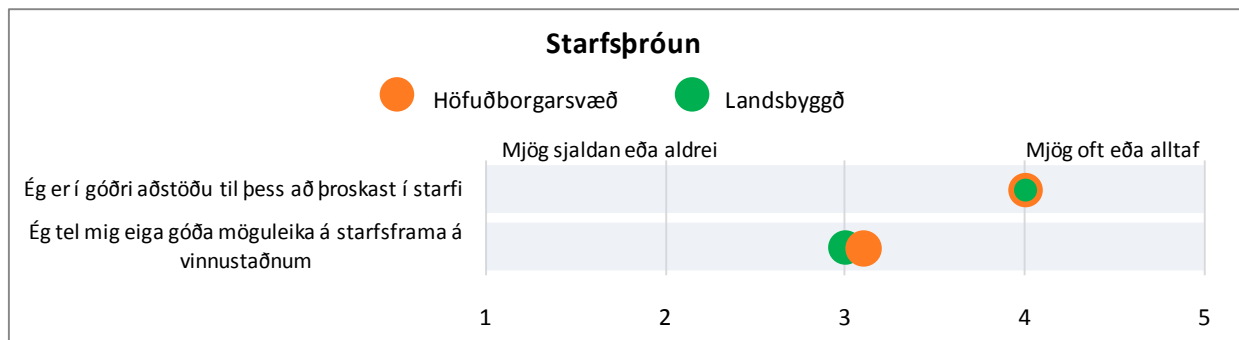 Starfsþróun
Höfuðborgarsvæð
Landsbyggð
Mjög sjaldan eða aldrei
Mjög oft eða alltaf
Ég er í góðri aðstöðu til þess að þroskast í starfi
Ég tel mig eiga góða möguleika á starfsframa á
vinnustaðnum
1 2 3 4 5